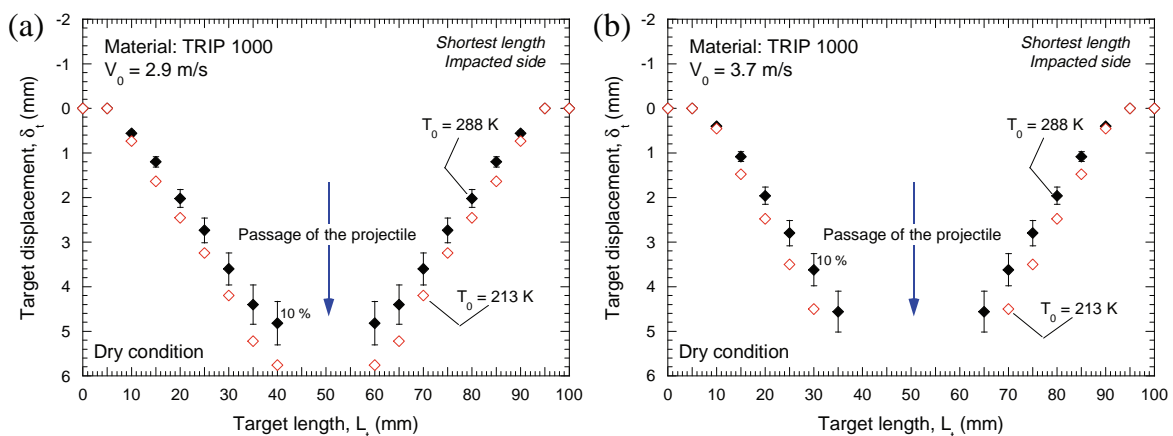 (a)
Material: TRIP 1000
V0 = 2.9 m/s
Shortest length
Impacted side
T0 = 288 K
Passage of the projectile
10 %
T0 = 213 K
Dry condition
Target displacement, δt (mm)
-2
-1
0
1
2
3
4
5
6
0 10 20 30 40 50 60 70 80 90 100
Target length, Lt (mm)
(b)
Material: TRIP 1000
V0 = 3.7 m/s
Shortest length
Impacted side
T0 = 288 K
Passage of the projectile
10 %
T0 = 213 K
Dry condition
Target displacement, δt (mm)
-2
-1
0
1
2
3
4
5
6
0 10 20 30 40 50 60 70 80 90 100
Target length, Lt (mm)